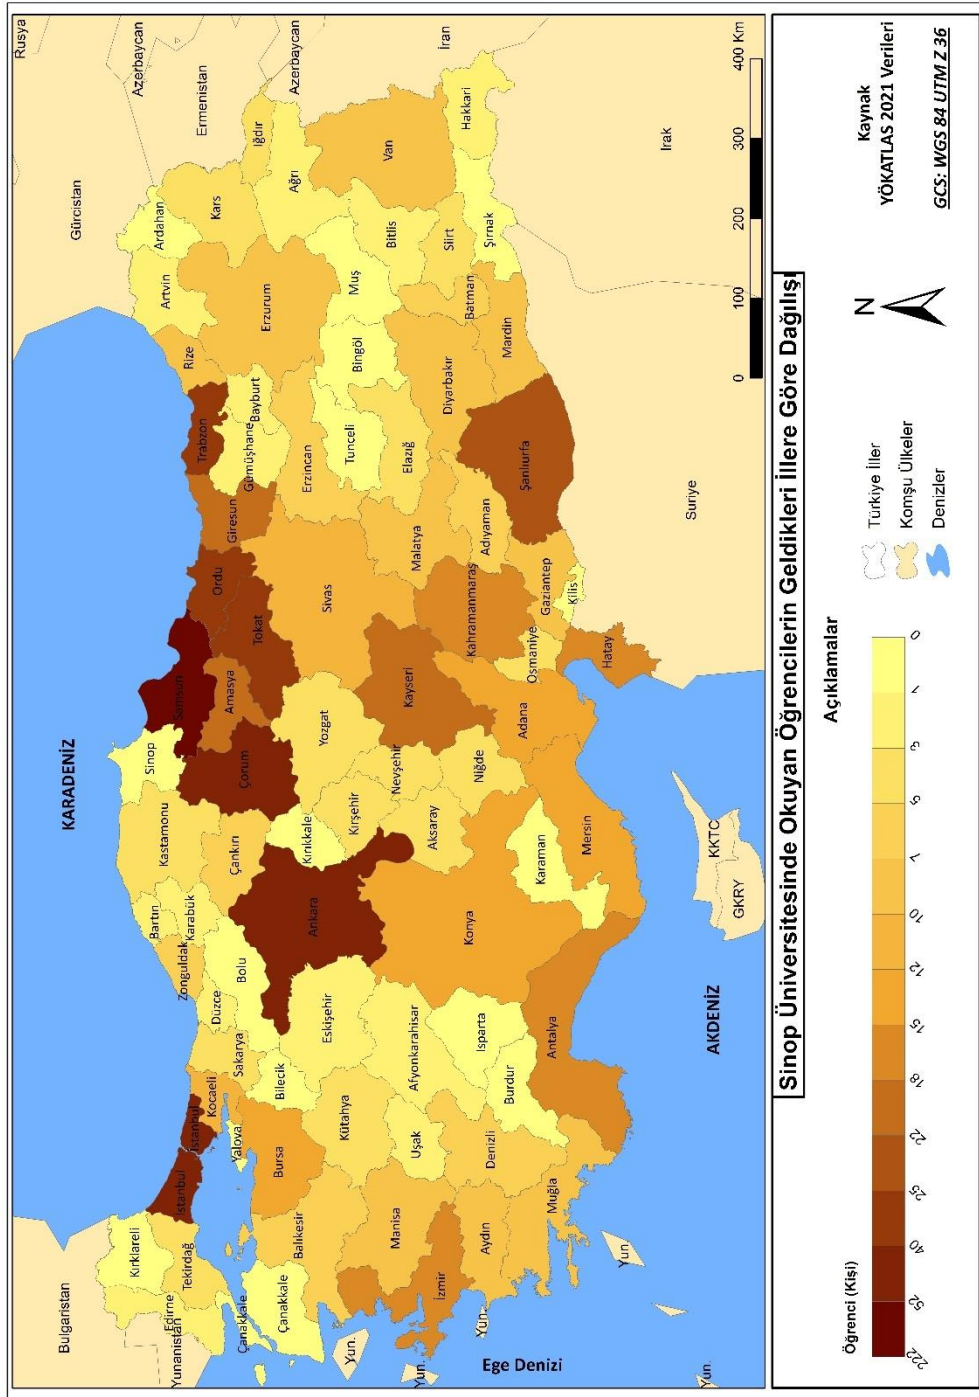 Rusya
Bulgaristan
Gürcistan
Azerbaycan
KARADENİZ
Ermenistan
Azerbaycan
İran
Yunanistan
Kırklareli
Edirne
Tekirdağ
İstanbul
İstanbul
Kocaeli
Yalova
Sakarya
Düzce
Bolu
Zonguldak
Bartın
Karabük
Kastamonu
Çankırı
Sinop
Samsun
Amasya
Çorum
Ordu
Tokat
Giresun
Trabzon
Gümüşhane
Bayburt
Rize
Artvin
Ardahan
Kars
Iğdır
Ağrı
Erzurum
Erzincan
Çanakkale
Çanakkale
Balıkesir
Bursa
Bilecik
Kütahya
Eskişehir
Ankara
Kırıkkale
Kırşehir
Yozgat
Sivas
Tunceli
Bingöl
Muş
Bitlis
Van
Hakkari
Yun.
Manisa
Uşak
Afyonkarahisar
İzmir
Aydın
Denizli
Muğla
Isparta
Burdur
Antalya
Konya
Aksaray
Nevşehir
Niğde
Kayseri
Karaman
Mersin
Adana
Osmaniye
Hatay
Kahramanmaraş
Malatya
Elazığ
Adıyaman
Gaziantep
Kilis
Şanlıurfa
Diyarbakır
Mardin
Batman
Siirt
Şırnak
Yun.
Yun.
Yun.
Yun.
Ege Denizi
AKDENİZ
KKTC
GKRY
Suriye
Irak
0 100 200 300 400 Km
Sinop Üniversitesinde Okuyan Öğrencilerin Geldikleri İllere Göre Dağılışı
Açıklamalar
Öğrenci (Kişi)
222 52 40 25 22 18 15 12 10 7 5 3 1 0
Türkiye İller
Komşu Ülkeler
Denizler
N
Kaynak
YÖKATLAS 2021 Verileri
GCS: WGS 84 UTM Z 36